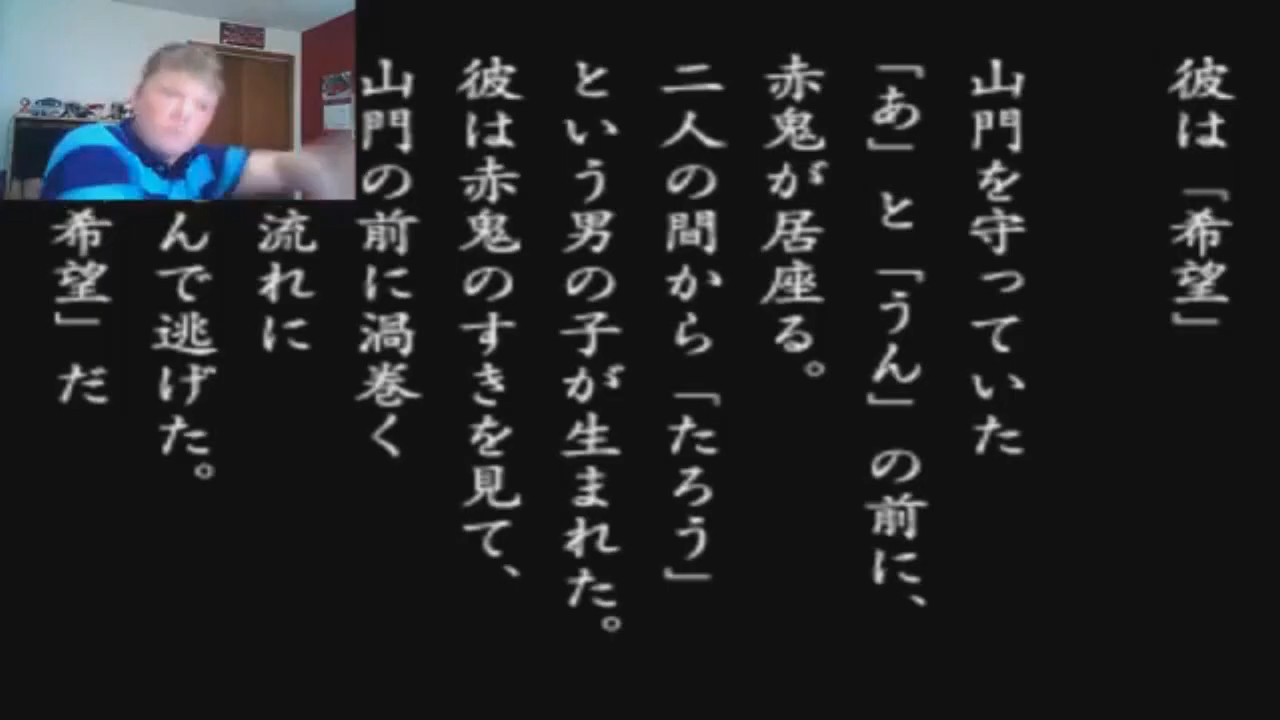 彼は「希望」
山門を守っていた
「あ」と「うん」の前に、
赤鬼が居座る。
二人の間から「たろう」
という男の子が生まれた。
彼は赤鬼のすきを見て、
山門の前に渦巻く
流れに
んで逃げた。
希望」だ